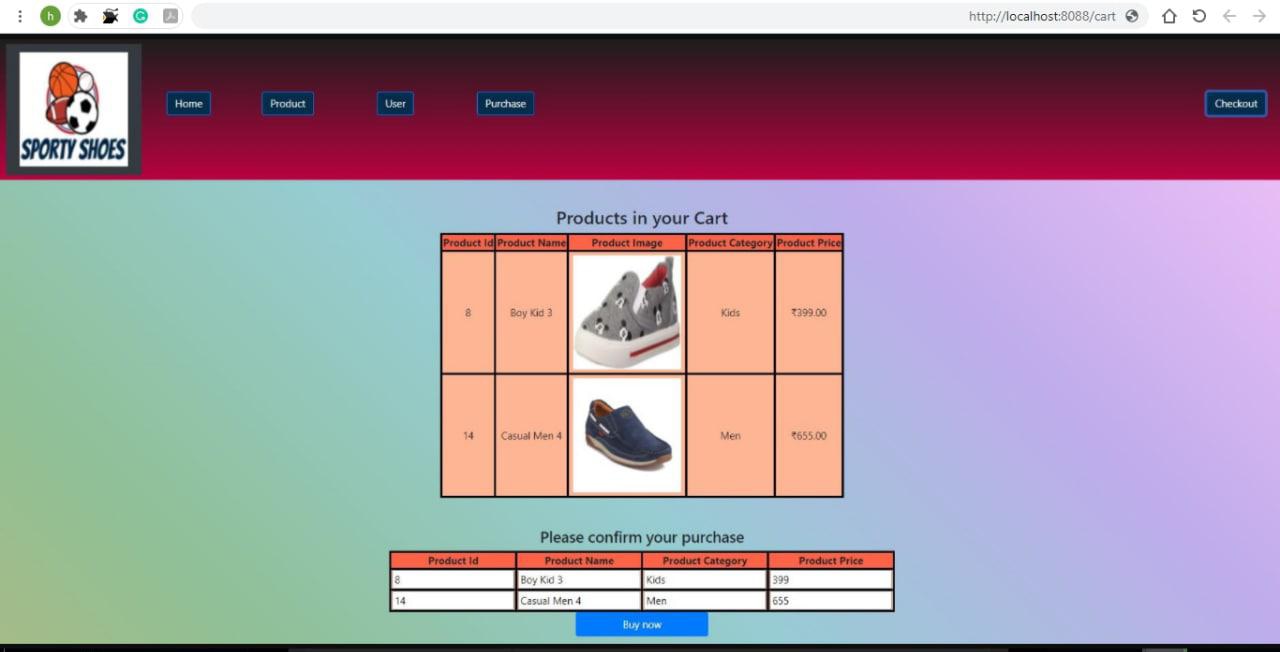 h
http://localhost:8088/cart
SPORTY SHOES
Home Product User Purchase Checkout
Products in your Cart
Product Id Product Name Product Image Product Category Product Price
8 Boy Kid 3 Kids ₹399.00
14 Casual Men 4 Men ₹655.00
Please confirm your purchase
Product Id Product Name Product Category Product Price
8 Boy Kid 3 Kids 399
14 Casual Men 4 Men 655
Buy now